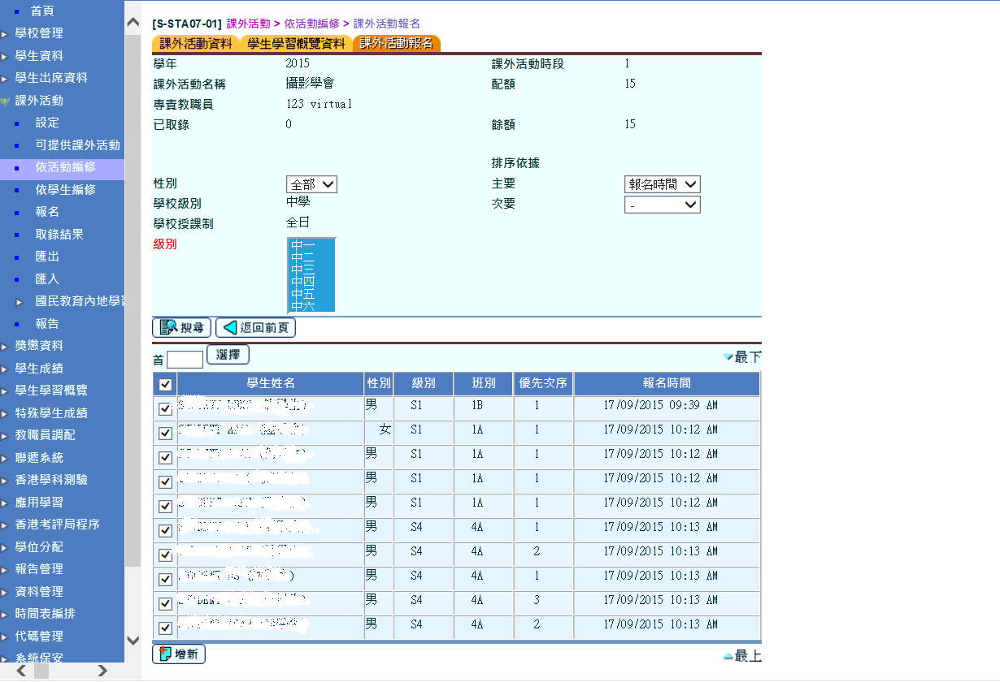 首頁
學校管理
學生資料
學生出席資料
課外活動
設定
可提供課外活動
依活動編修
依學生編修
報名
取錄結果
匯出
匯入
國民教育內地學習
報告
獎懲資料
學生成績
學生學習概覽
特殊學生成績
教職員調配
聯遞系統
香港學科測驗
應用學習
香港考評局程序
學位分配
報告管理
資料管理
時間表編排
代碼管理
系統保安
[S-STA07-01] 課外活動 > 依活動編修 > 課外活動報名
課外活動資料 學生學習概覽資料 課外活動報名
學年 2015 課外活動時段 1
課外活動名稱 攝影學會 配額 15
專責教職員 123 virtual
已取錄 0 餘額 15
排序依據
性別 全部 主要 報名時間
學校級別 中學 次要 -
學校授課制 全日
級別 中一
中二
中三
中四
中五
中六
搜尋 返回前頁
首 選擇 最下
學生姓名 性別 級別 班別 優先次序 報名時間
男 S1 1B 1 17/09/2015 09:39 AM
女 S1 1A 1 17/09/2015 10:12 AM
男 S1 1A 1 17/09/2015 10:12 AM
男 S1 1A 1 17/09/2015 10:12 AM
男 S1 1A 1 17/09/2015 10:12 AM
男 S4 4A 1 17/09/2015 10:13 AM
男 S4 4A 2 17/09/2015 10:13 AM
男 S4 4A 1 17/09/2015 10:13 AM
男 S4 4A 3 17/09/2015 10:13 AM
男 S4 4A 2 17/09/2015 10:13 AM
增新 最上